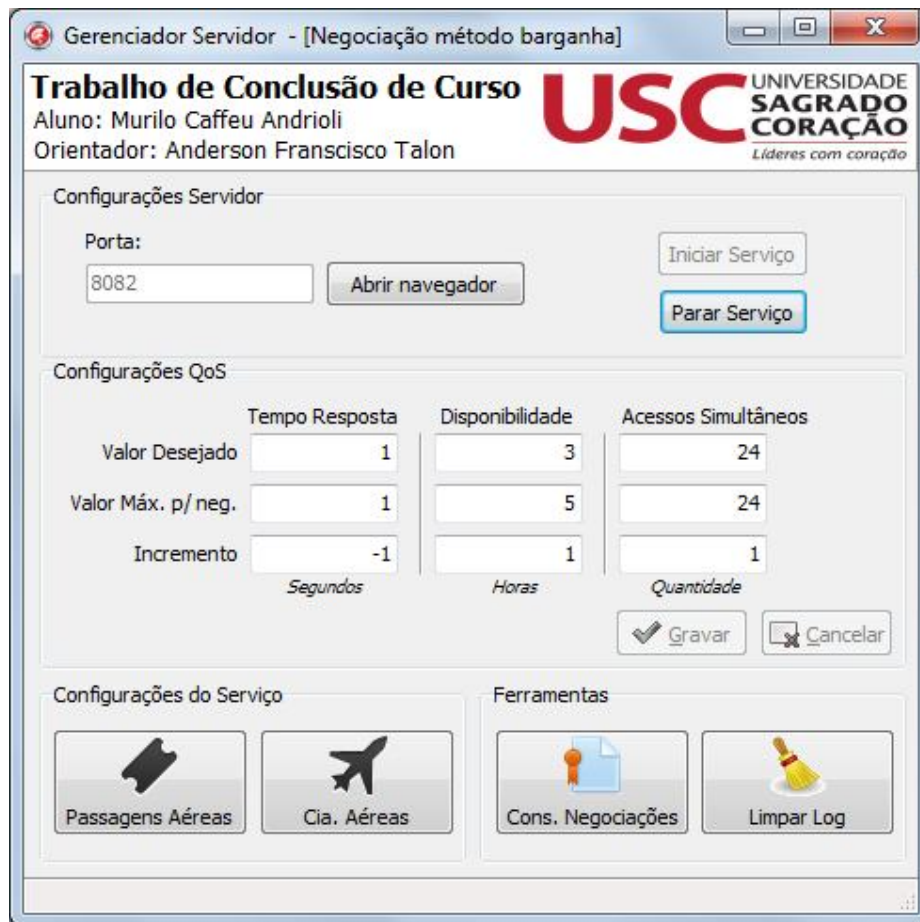 Gerenciador Servidor - [Negociação método barganha]
Trabalho de Conclusão de Curso
Aluno: Murilo Caffeu Andrioli
Orientador: Anderson Franscisco Talon
USC UNIVERSIDADE
SAGRADO
CORAÇÃO
Líderes com coração
Configurações Servidor
Porta:
8082
Abrir navegador
Iniciar Serviço
Parar Serviço
Configurações QoS
Tempo Resposta Disponibilidade Acessos Simultâneos
Valor Desejado 1 3 24
Valor Máx. p/ neg. 1 5 24
Incremento -1 1 1
Segundos Horas Quantidade
Gravar Cancelar
Configurações do Serviço
Passagens Aéreas Cia. Aéreas
Ferramentas
Cons. Negociações Limpar Log